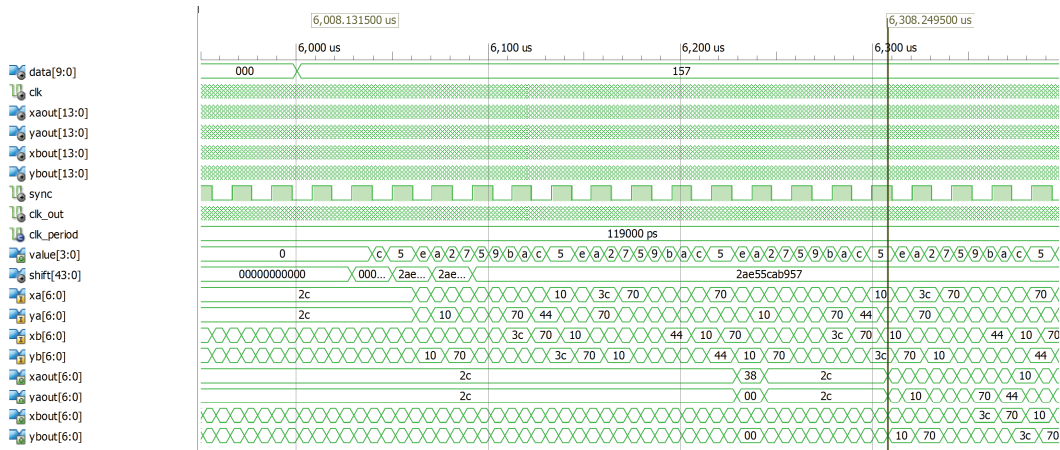 6,008.131500 us 6,308.249500 us
6,000 us 6,100 us 6,200 us 6,300 us
data[9:0] 000 157
clk
xaout[13:0]
yaout[13:0]
xbout[13:0]
ybout[13:0]
sync
clk_out
clk_period 119000 ps
value[3:0] 0 c 5 e a 2 7 5 9 b a c 5 e a 2 7 5 9 b a c 5 e a 2 7 5 9 b a c 5 e a 2 7 5 9 b a c 5
shift[43:0] 00000000000 000... 2ae... 2ae... 2ae55cab957
xa[6:0] 2c 10 3c 70 70 10 3c 70 70
ya[6:0] 2c 10 70 44 70 10 70 44 70
xb[6:0] 3c 70 10 44 10 70 3c 70 10 44 10 70
yb[6:0] 10 70 3c 70 10 44 10 70 3c 70 10 44
xaout[6:0] 2c 38 2c 10
yaout[6:0] 2c 00 2c 10 70 44
xbout[6:0] 3c 70 10
ybout[6:0] 00 10 70 3c 70